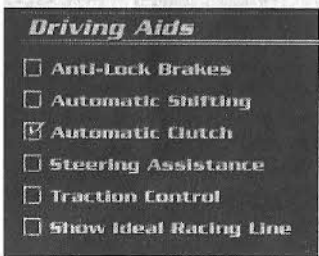 Driving Aids
Anti-Lock Brakes
Automatic Shifting
Automatic Clutch
Steering Assistance
Traction Control
Show Ideal Racing Line